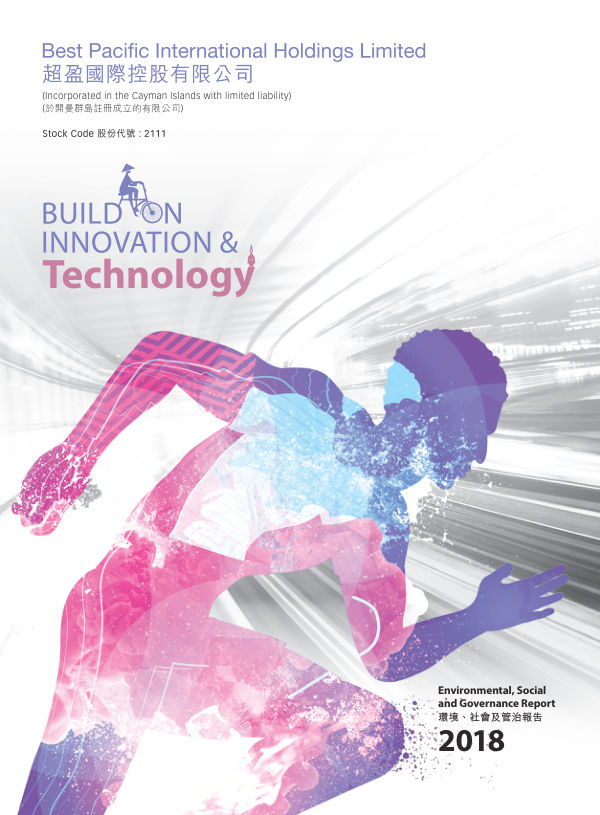 Best Pacific International Holdings Limited
超盈國際控股有限公司
(Incorporated in the Cayman Islands with limited liability)
(於開曼群島註冊成立的有限公司)
Stock Code 股份代號 : 2111
BUILD ON
INNOVATION &
Technology
Environmental, Social
and Governance Report
環境、社會及管治報告
2018